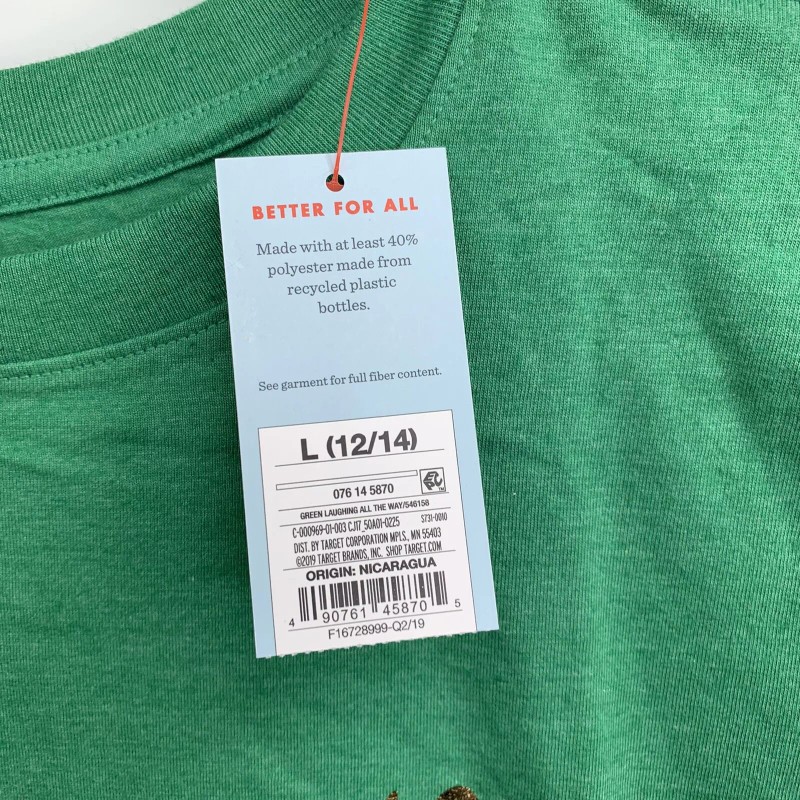 BETTER FOR ALL
Made with at least 40%
polyester made from
recycled plastic
bottles.
See garment for full fiber content.
L (12/14)
076 14 5870
GREEN LAUGHING ALL THE WAY/546158
C-000969-01-003 CJ17_50A01-0225 S731-0010
DIST. BY TARGET CORPORATION MPLS., MN 55403
©2019 TARGET BRANDS, INC. SHOP TARGET.COM
ORIGIN: NICARAGUA
4 90761 45870 5
F16728999-Q2/19